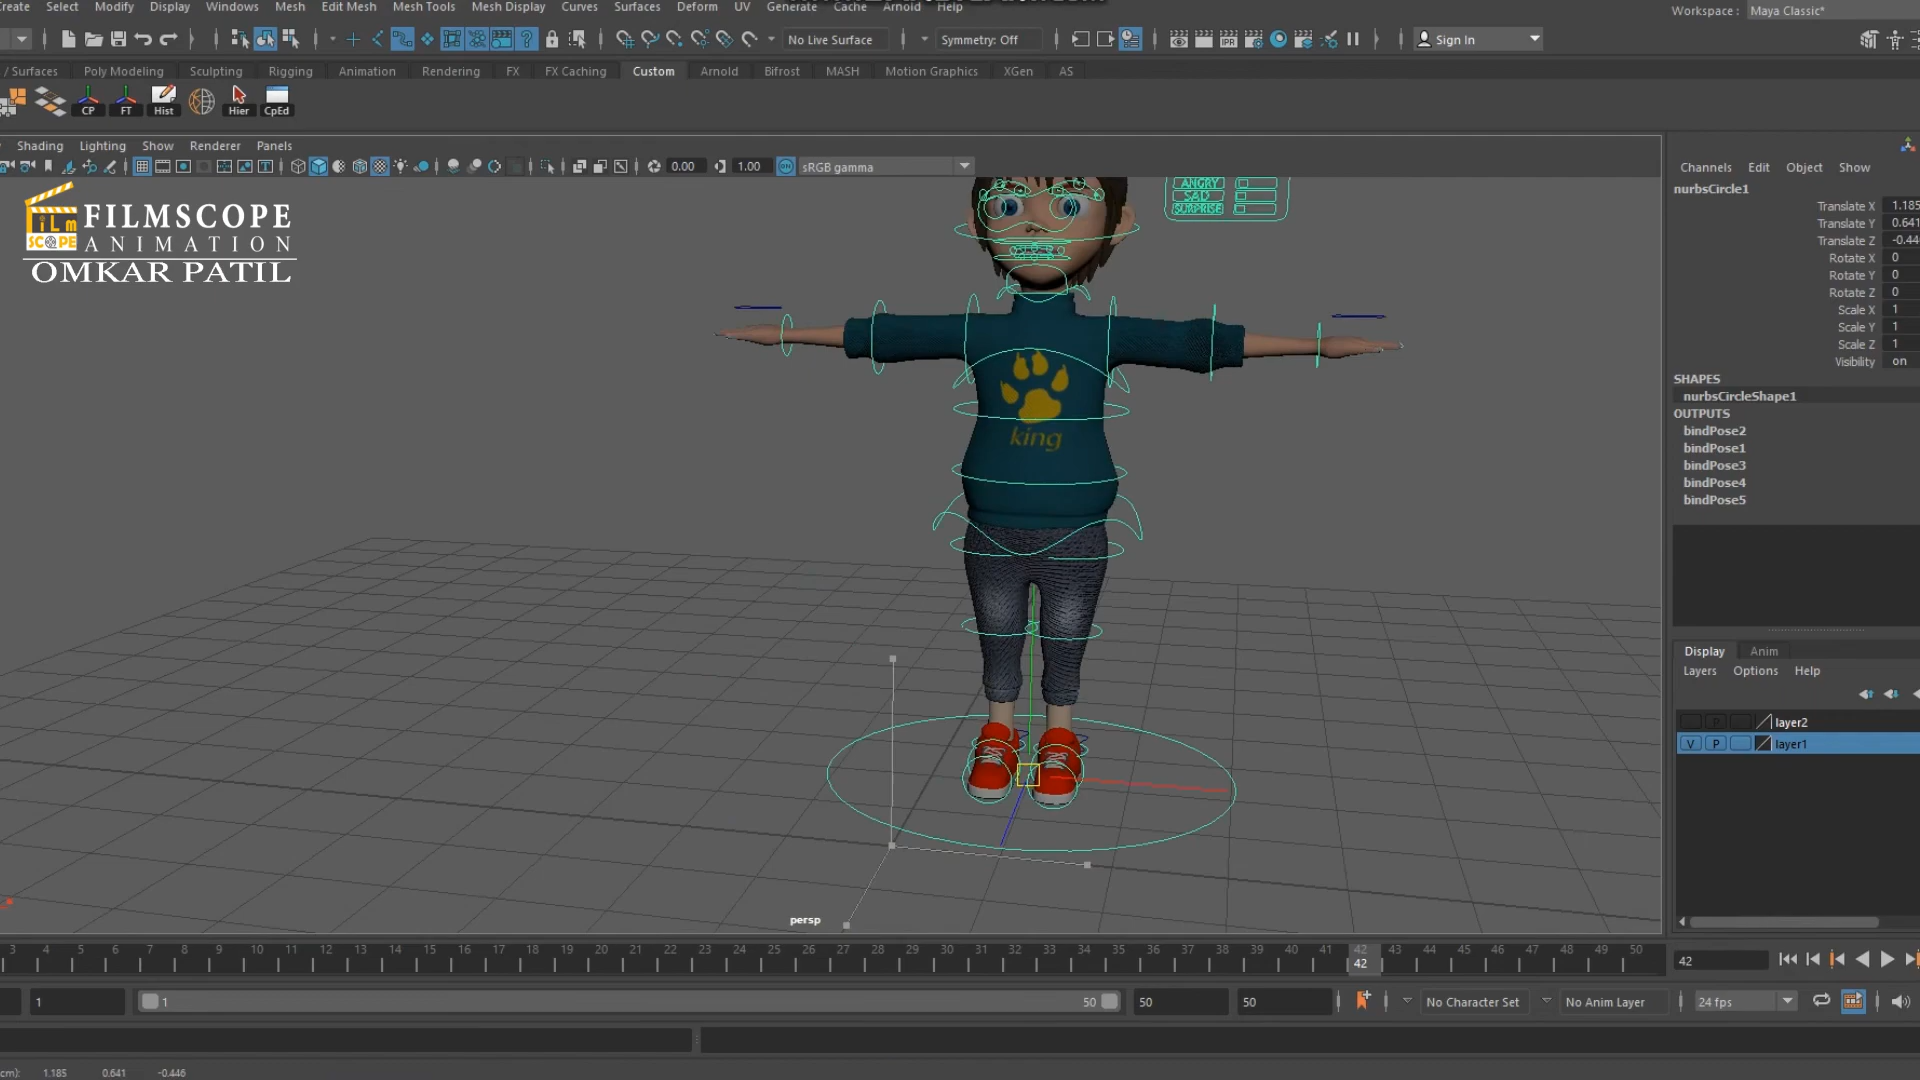 Select Modify Display Windows Mesh Edit Mesh Mesh Tools Mesh Display Curves Surfaces Deform UV Generate Cache Arnold Help
Workspace : Maya Classic*
No Live Surface Symmetry: Off Sign In
/ Surfaces Poly Modeling Sculpting Rigging Animation Rendering FX FX Caching Custom Arnold Bifrost MASH Motion Graphics XGen AS
CP FT Hist Hier CpEd
Shading Lighting Show Renderer Panels
0.00 1.00 ON sRGB gamma
FILM SCOPE
FILMSCOPE
ANIMATION
OMKAR PATIL
ANGRY
SAD
SURPRISE
king
persp
Channels Edit Object Show
nurbsCircle1
Translate X 1.185
Translate Y 0.641
Translate Z -0.44
Rotate X 0
Rotate Y 0
Rotate Z 0
Scale X 1
Scale Y 1
Scale Z 1
Visibility on
SHAPES
nurbsCircleShape1
OUTPUTS
bindPose2
bindPose1
bindPose3
bindPose4
bindPose5
Display Anim
Layers Options Help
P layer2
V P layer1
3 4 5 6 7 8 9 10 11 12 13 14 15 16 17 18 19 20 21 22 23 24 25 26 27 28 29 30 31 32 33 34 35 36 37 38 39 40 41 42 43 44 45 46 47 48 49 50
42
42
1 1 50 50 50 No Character Set No Anim Layer 24 fps
cm): 1.185 0.641 -0.446